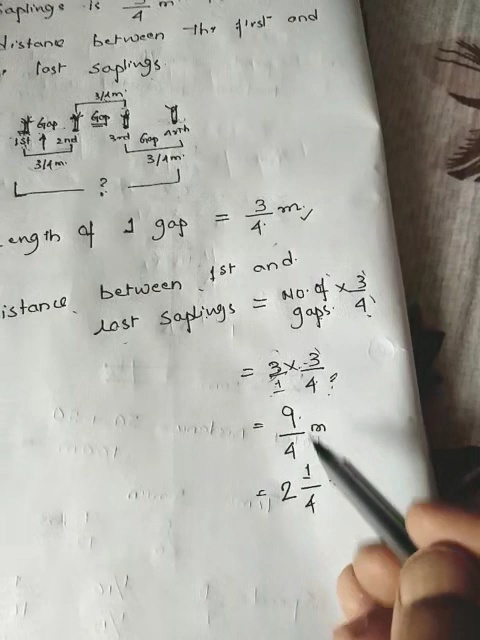 Saplings is 3/4 m
distance between the first and
last saplings.
3/4m
Gap Gap
1st 2nd 3rd Gap 4rth
3/4m. 3/4m.
?
Length of 1 gap = 3/4 m. ✓
Distance between 1st and
last saplings = No. of gaps × 3/4
= 3/1 × 3/4 ?
= 9/4 m
= 2 1/4